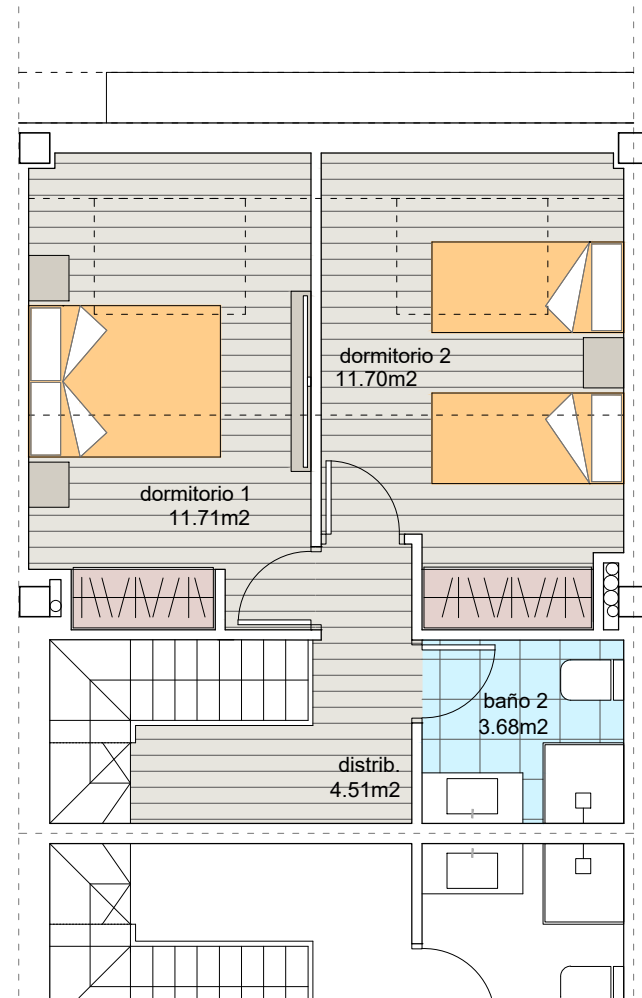 dormitorio 2
11.70m2
dormitorio 1
11.71m2
baño 2
3.68m2
distrib.
4.51m2